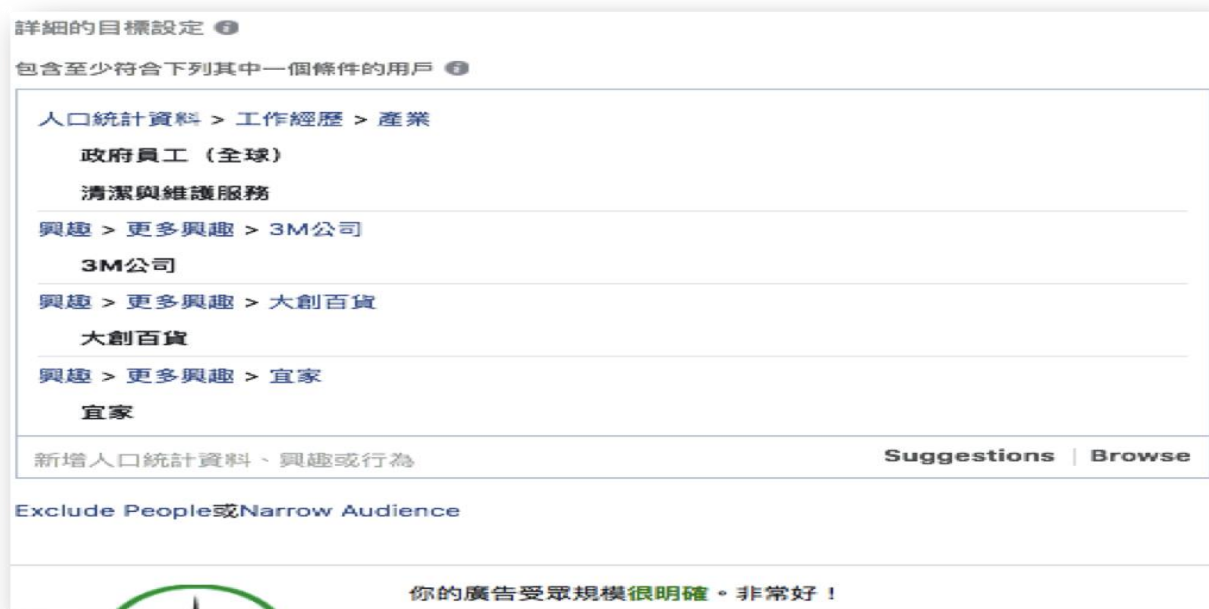 詳細的目標設定
包含至少符合下列其中一個條件的用戶
人口統計資料 > 工作經歷 > 產業
政府員工（全球）
清潔與維護服務
興趣 > 更多興趣 > 3M公司
3M公司
興趣 > 更多興趣 > 大創百貨
大創百貨
興趣 > 更多興趣 > 宜家
宜家
新增人口統計資料、興趣或行為 Suggestions | Browse
Exclude People或Narrow Audience
你的廣告受眾規模很明確。非常好！